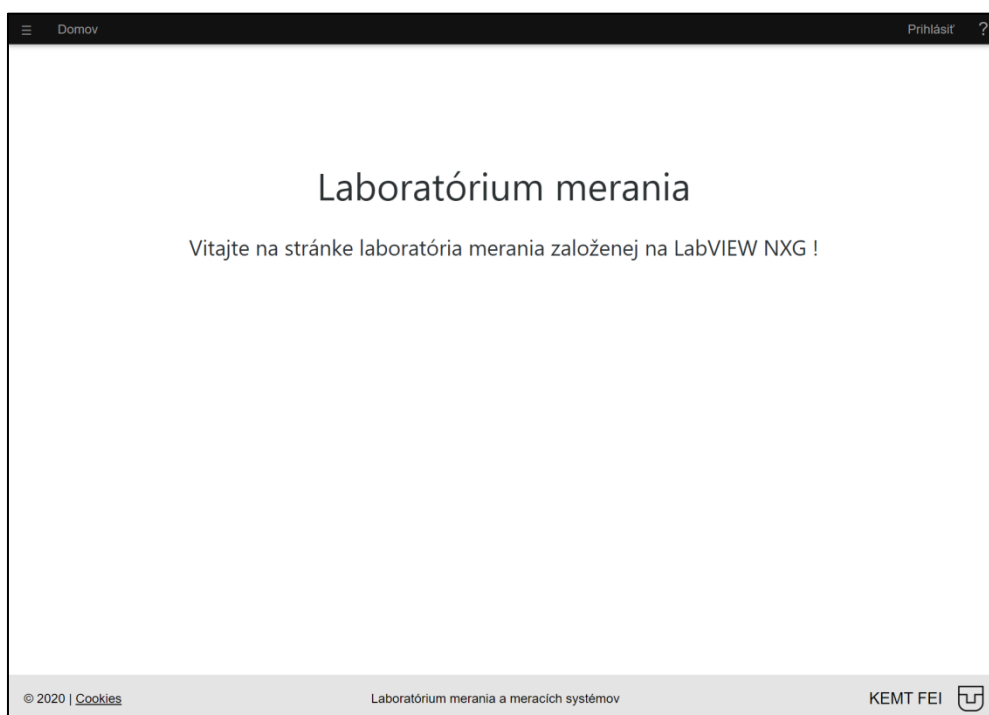 ☰ Domov Prihlásiť ?
Laboratórium merania
Vitajte na stránke laboratória merania založenej na LabVIEW NXG !
© 2020 | Cookies Laboratórium merania a meracích systémov KEMT FEI